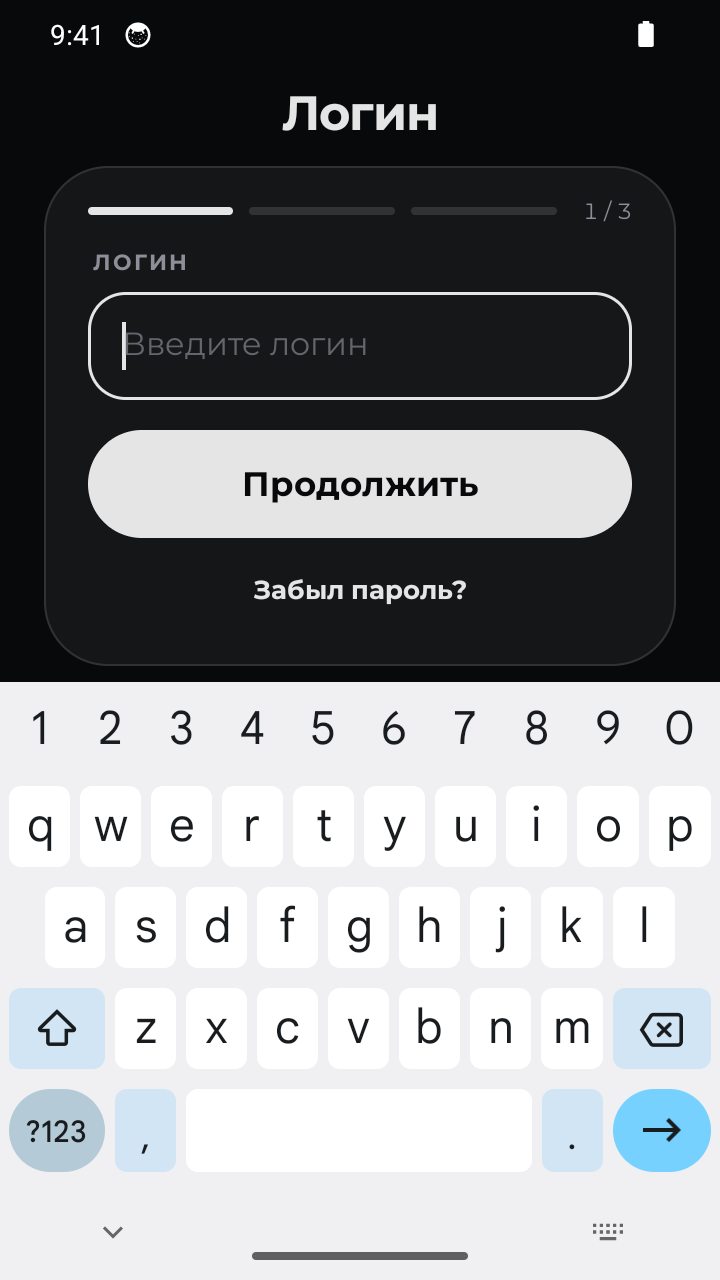 9:41
Логин
1 / 3
ЛОГИН
Введите логин
Продолжить
Забыл пароль?
1 2 3 4 5 6 7 8 9 0
q w e r t y u i o p
a s d f g h j k l
z x c v b n m
?123 , .